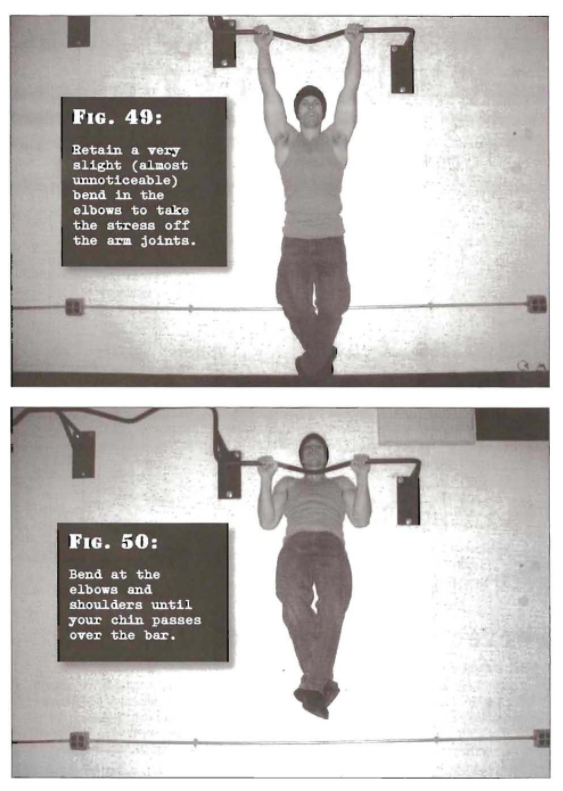 FIG. 49:
Retain a very
slight (almost
unnoticeable)
bend in the
elbows to take
the stress off
the arm joints.
FIG. 50:
Bend at the
elbows and
shoulders until
your chin passes
over the bar.